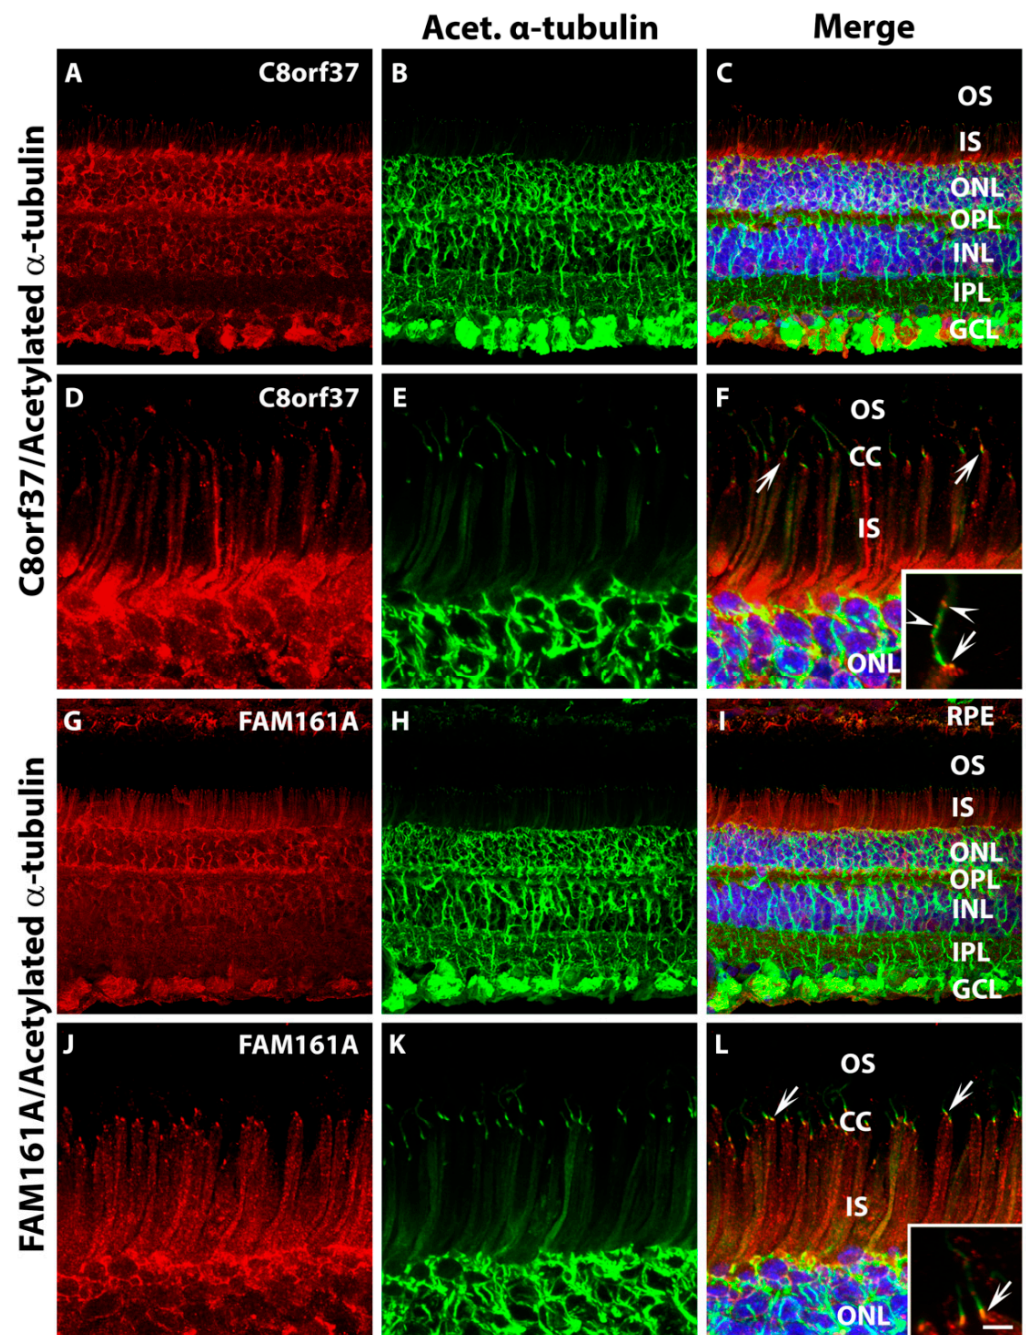 Acet. α-tubulin
Merge
C8orf37/Acetylated α-tubulin
A
C8orf37
B
C
OS
IS
ONL
OPL
INL
IPL
GCL
D
C8orf37
E
F
OS
CC
IS
ONL
FAM161A/Acetylated α-tubulin
G
FAM161A
H
I
RPE
OS
IS
ONL
OPL
INL
IPL
GCL
J
FAM161A
K
L
OS
CC
IS
ONL